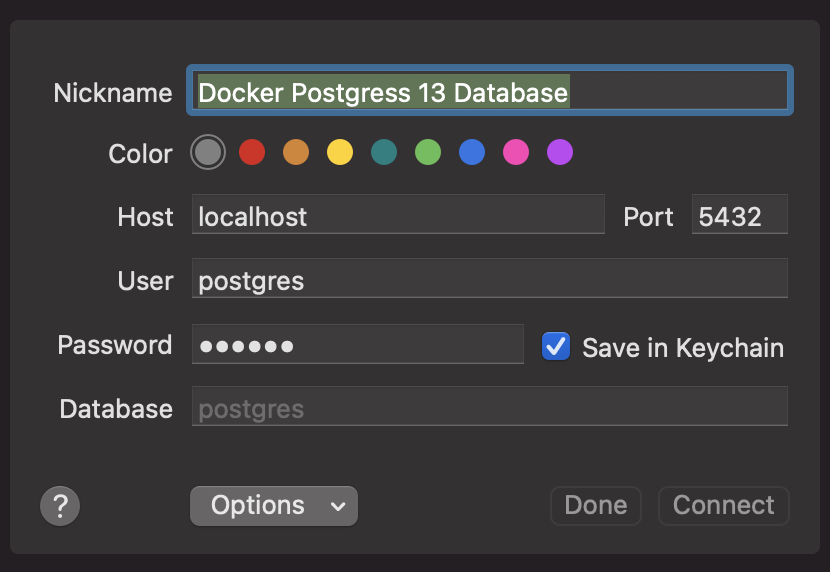 Nickname Docker Postgress 13 Database
Color
Host localhost Port 5432
User postgres
Password ●●●●●● Save in Keychain
Database postgres
? Options Done Connect